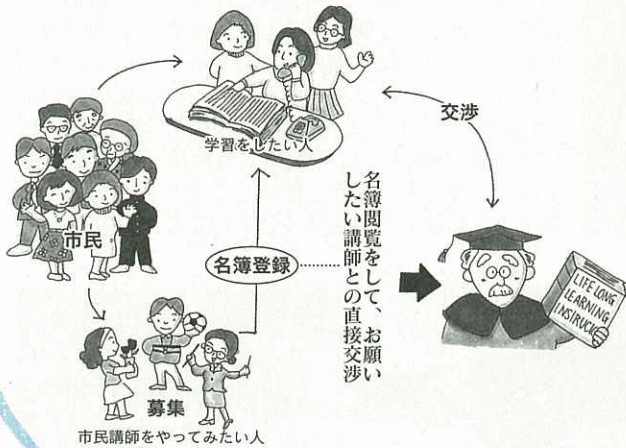 学習をしたい人
交渉
市民
名簿登録
名簿閲覧をして、お願い
したい講師との直接交渉
LIFE LONG
LEARNING
募集
市民講師をやってみたい人